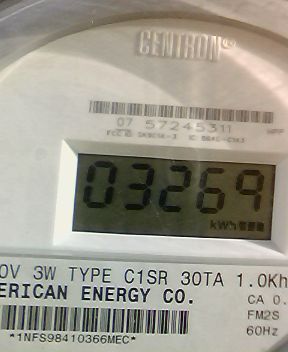 CENTRON®
07 57245311
03269
kWh
0V 3W TYPE C1SR 30TA 1.0Kh
ERICAN ENERGY CO.
CA 0.
FM2S
60Hz
*1NFS98410366MEC*